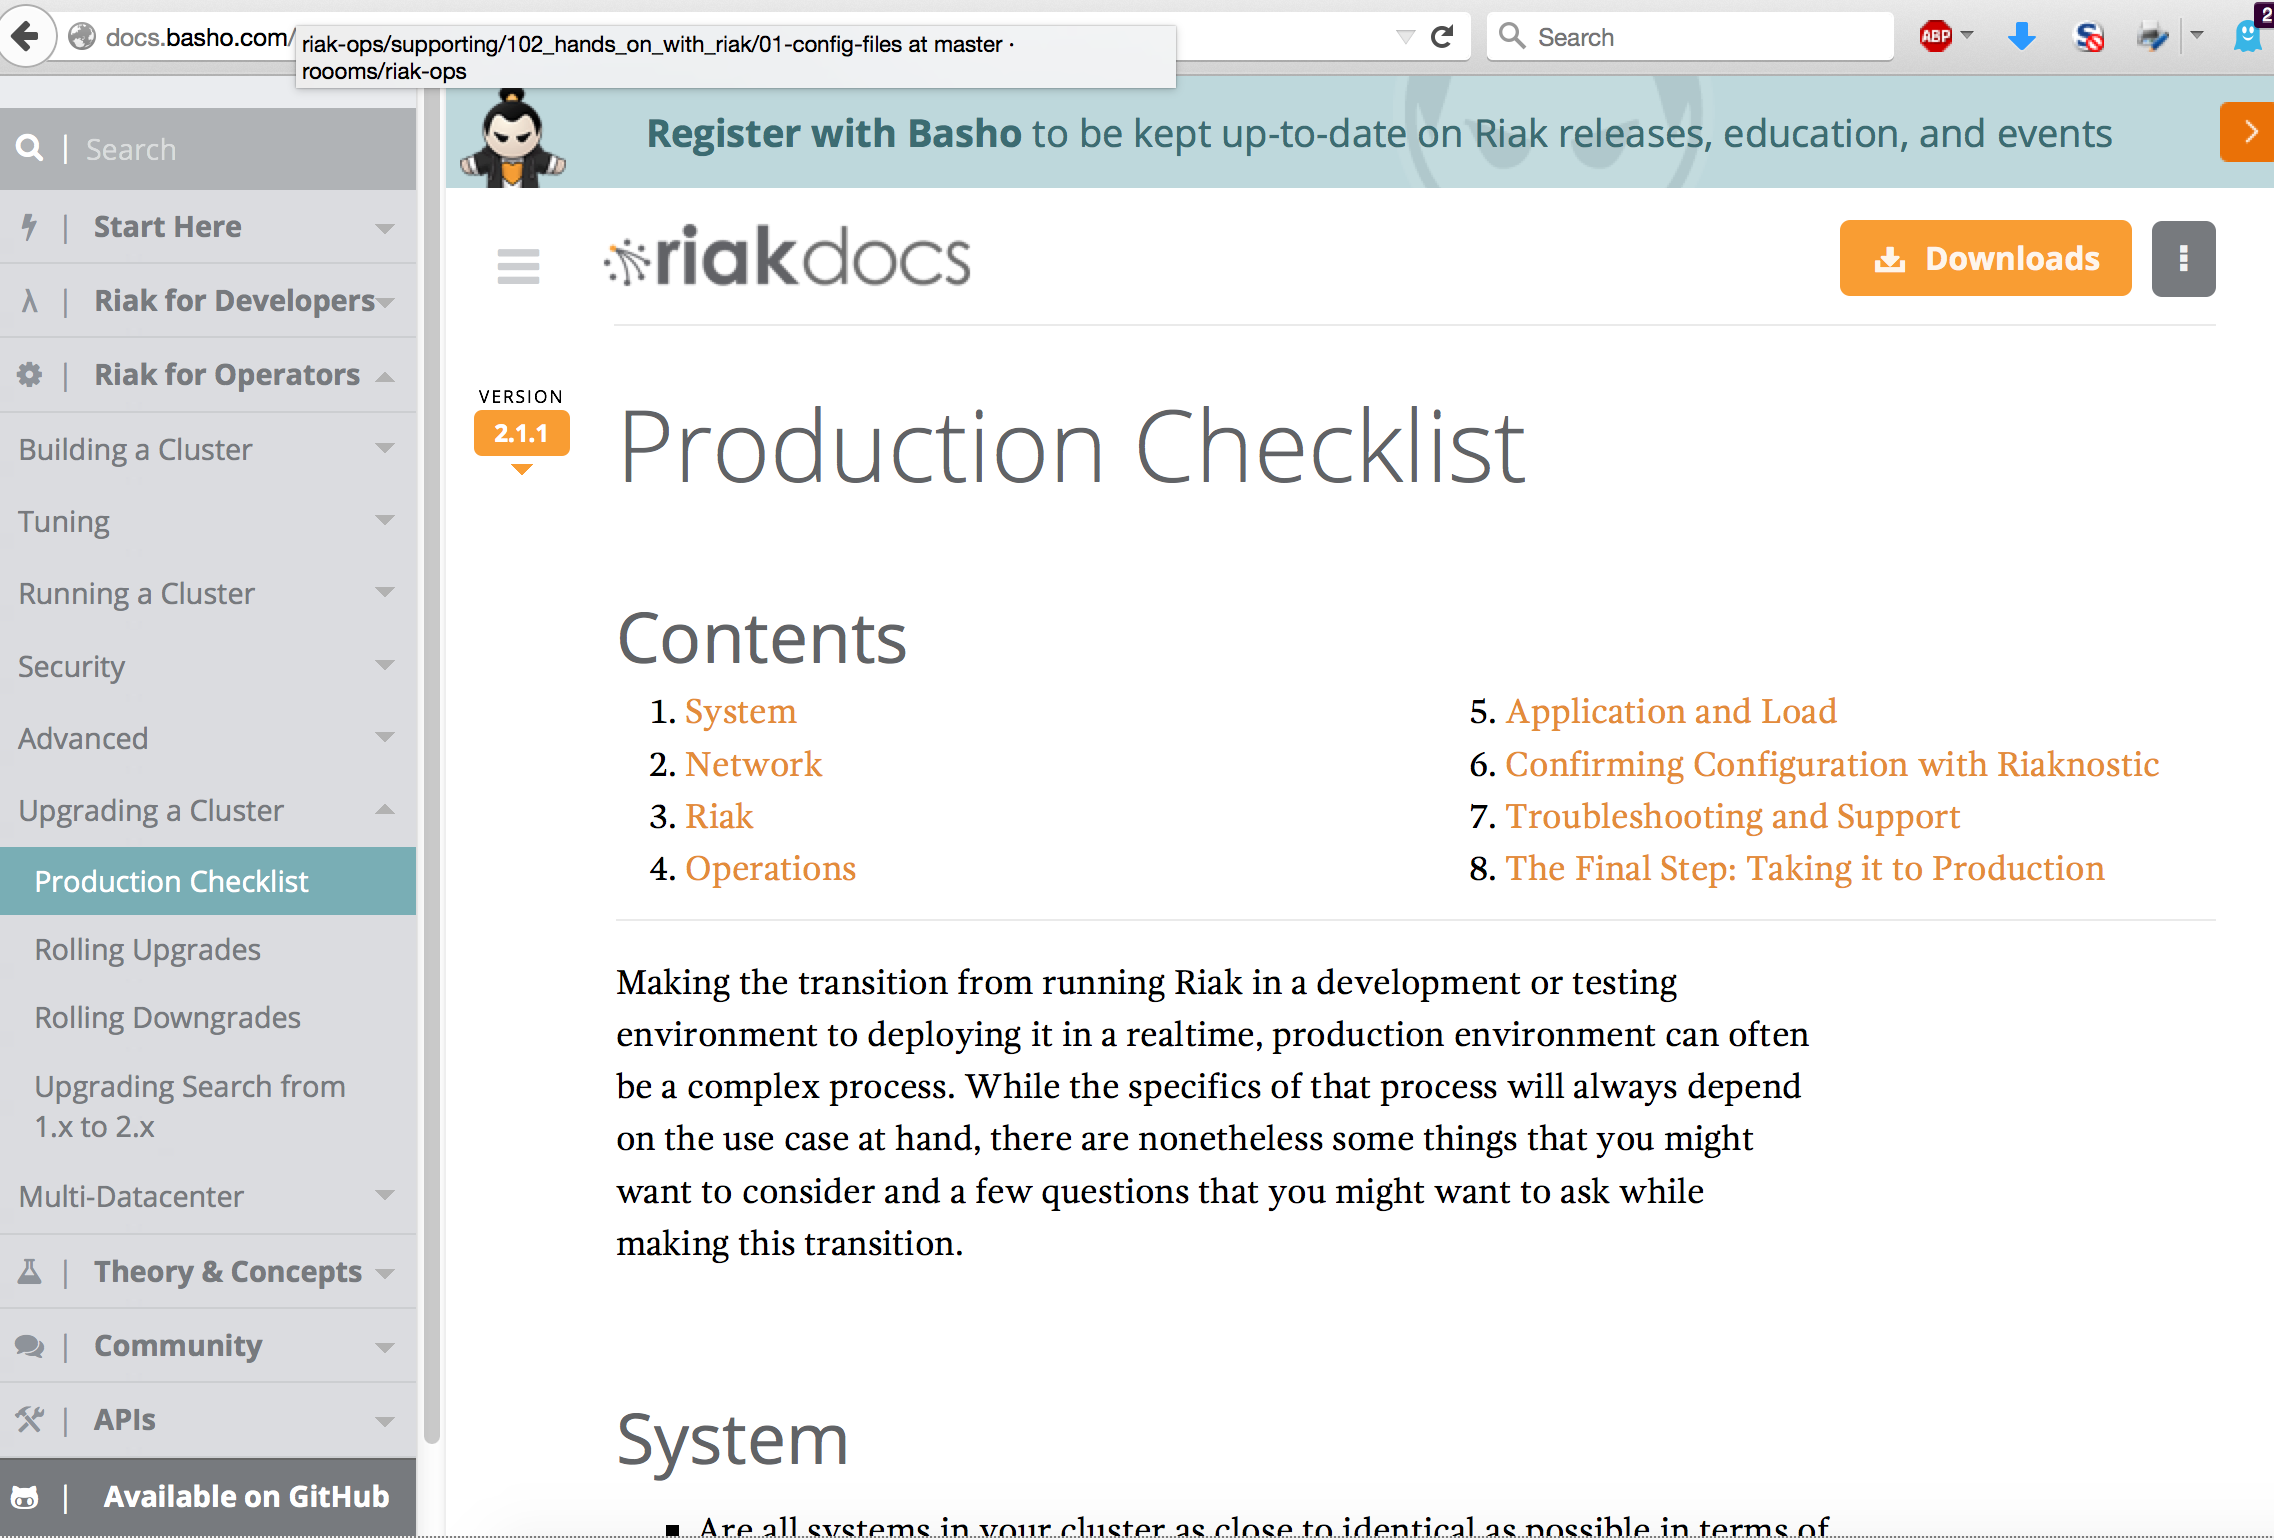 docs.basho.com/
riak-ops/supporting/102_hands_on_with_riak/01-config-files at master ·
roooms/riak-ops
Search
ABP
2
Search
Start Here
λ | Riak for Developers
Riak for Operators
Building a Cluster
Tuning
Running a Cluster
Security
Advanced
Upgrading a Cluster
Production Checklist
Rolling Upgrades
Rolling Downgrades
Upgrading Search from
1.x to 2.x
Multi-Datacenter
Theory & Concepts
Community
APIs
Available on GitHub
Register with Basho to be kept up-to-date on Riak releases, education, and events
riakdocs
Downloads
VERSION
2.1.1
Production Checklist
Contents
1. System
2. Network
3. Riak
4. Operations
5. Application and Load
6. Confirming Configuration with Riaknostic
7. Troubleshooting and Support
8. The Final Step: Taking it to Production
Making the transition from running Riak in a development or testing
environment to deploying it in a realtime, production environment can often
be a complex process. While the specifics of that process will always depend
on the use case at hand, there are nonetheless some things that you might
want to consider and a few questions that you might want to ask while
making this transition.
System
Are all systems in your cluster as close to identical as possible in terms of